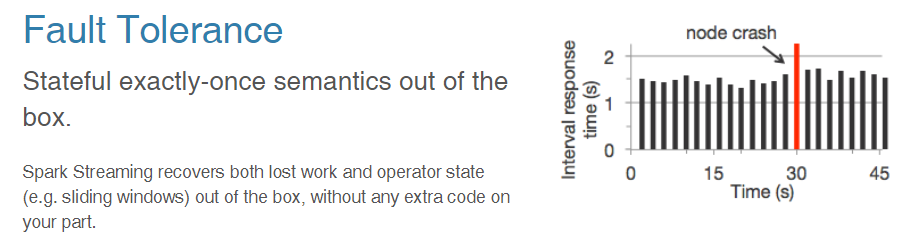 Fault Tolerance
Stateful exactly-once semantics out of the
box.
Spark Streaming recovers both lost work and operator state
(e.g. sliding windows) out of the box, without any extra code on
your part.
node crash
Interval response
time (s)
2
1
0
0 15 30 45
Time (s)